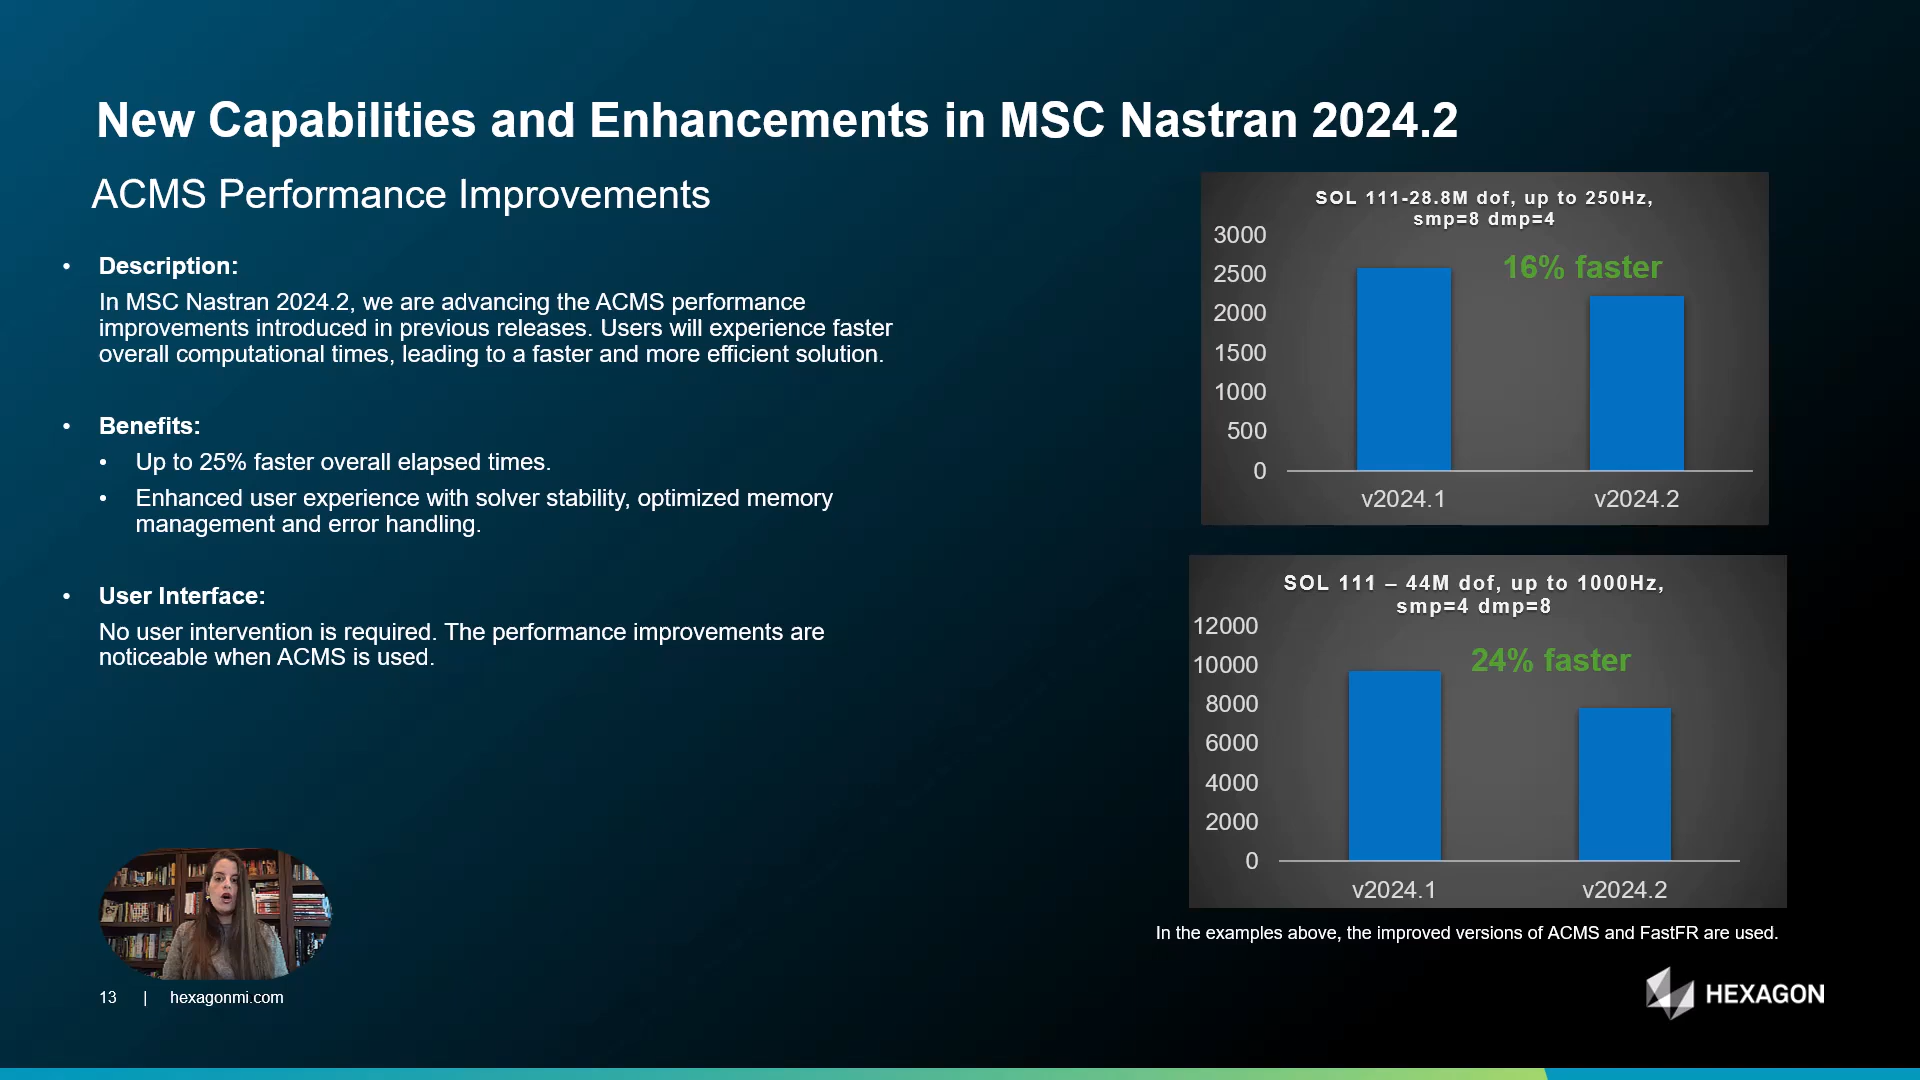 New Capabilities and Enhancements in MSC Nastran 2024.2
ACMS Performance Improvements
• Description:
In MSC Nastran 2024.2, we are advancing the ACMS performance
improvements introduced in previous releases. Users will experience faster
overall computational times, leading to a faster and more efficient solution.
• Benefits:
• Up to 25% faster overall elapsed times.
• Enhanced user experience with solver stability, optimized memory
management and error handling.
• User Interface:
No user intervention is required. The performance improvements are
noticeable when ACMS is used.
SOL 111-28.8M dof, up to 250Hz,
smp=8 dmp=4
3000
16% faster
2500
2000
1500
1000
500
0
v2024.1 v2024.2
SOL 111 – 44M dof, up to 1000Hz,
smp=4 dmp=8
12000
24% faster
10000
8000
6000
4000
2000
0
v2024.1 v2024.2
In the examples above, the improved versions of ACMS and FastFR are used.
13 | hexagonmi.com
HEXAGON